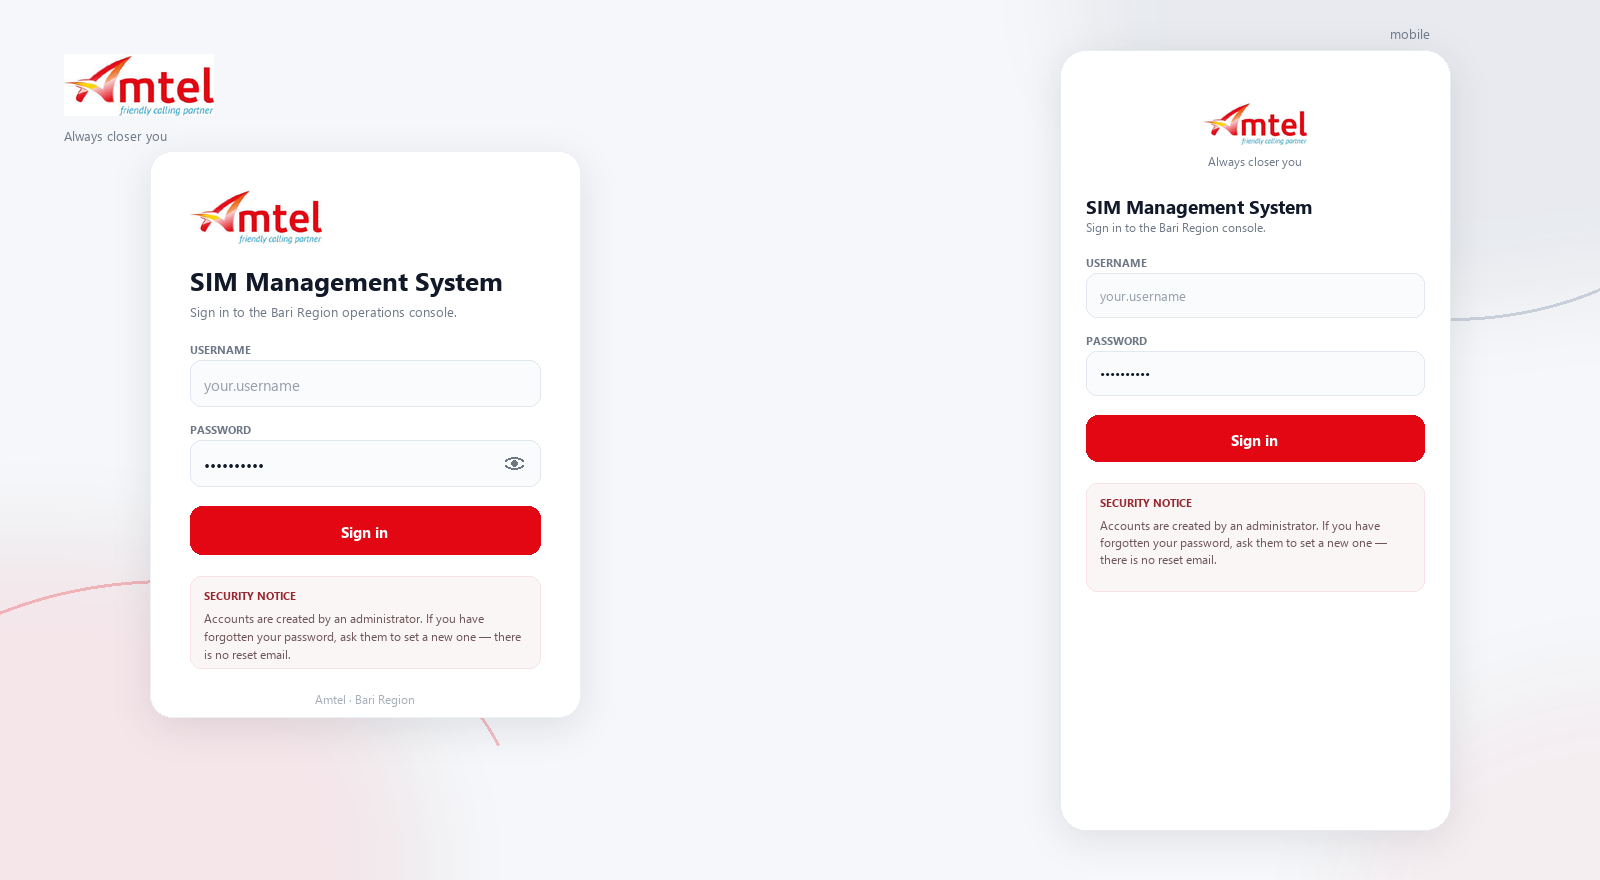 Amtel
friendly calling partner
Always closer you
Amtel
friendly calling partner
SIM Management System
Sign in to the Bari Region operations console.
USERNAME
your.username
PASSWORD
••••••••••
Sign in
SECURITY NOTICE
Accounts are created by an administrator. If you have
forgotten your password, ask them to set a new one — there
is no reset email.
Amtel · Bari Region
mobile
Amtel
friendly calling partner
Always closer you
SIM Management System
Sign in to the Bari Region console.
USERNAME
your.username
PASSWORD
••••••••••
Sign in
SECURITY NOTICE
Accounts are created by an administrator. If you have
forgotten your password, ask them to set a new one —
there is no reset email.